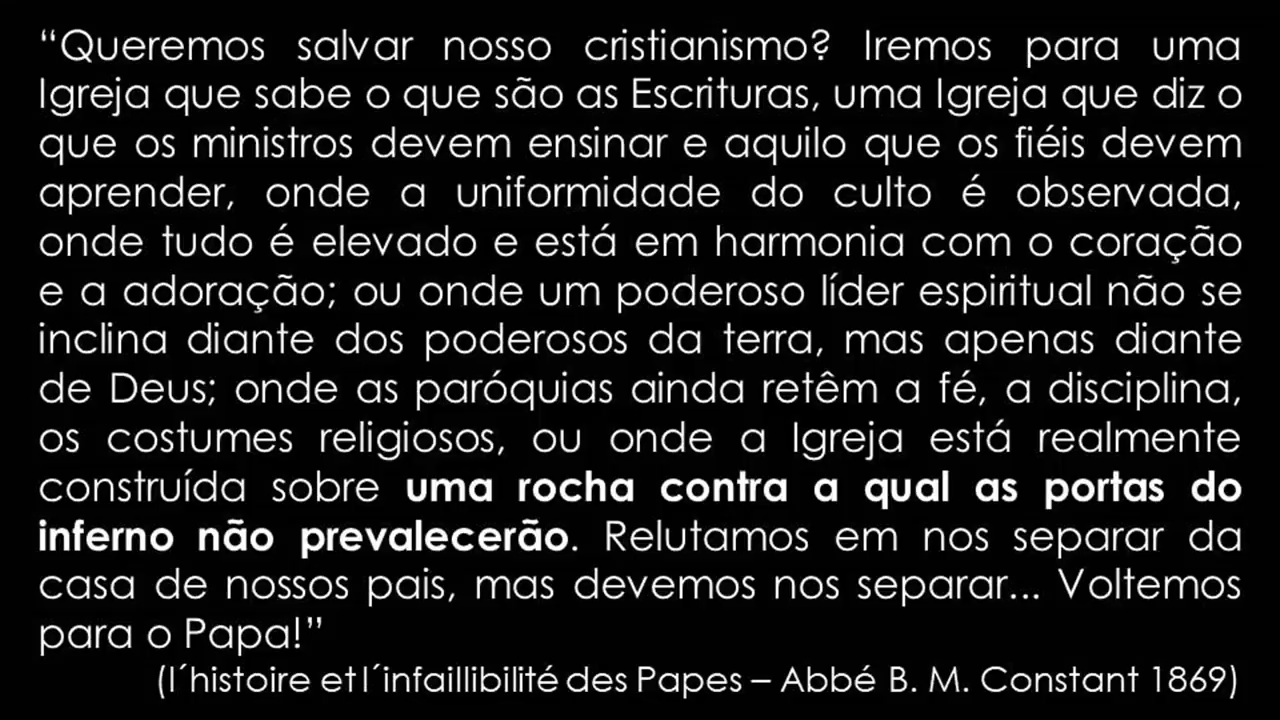 “Queremos salvar nosso cristianismo? Iremos para uma
Igreja que sabe o que são as Escrituras, uma Igreja que diz o
que os ministros devem ensinar e aquilo que os fiéis devem
aprender, onde a uniformidade do culto é observada,
onde tudo é elevado e está em harmonia com o coração
e a adoração; ou onde um poderoso líder espiritual não se
inclina diante dos poderosos da terra, mas apenas diante
de Deus; onde as paróquias ainda retêm a fé, a disciplina,
os costumes religiosos, ou onde a Igreja está realmente
construída sobre uma rocha contra a qual as portas do
inferno não prevalecerão. Relutamos em nos separar da
casa de nossos pais, mas devemos nos separar... Voltemos
para o Papa!”
(l´histoire et l´infaillibilité des Papes – Abbé B. M. Constant 1869)